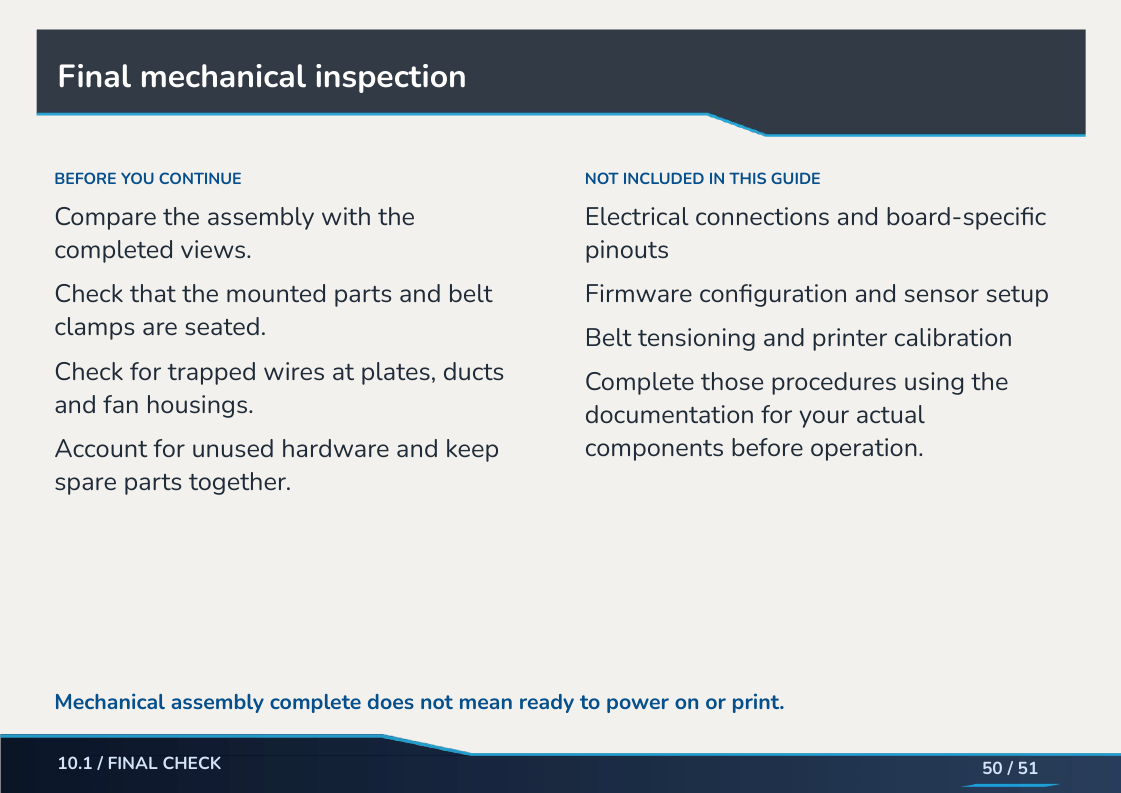 Final mechanical inspection
BEFORE YOU CONTINUE
Compare the assembly with the
completed views.
Check that the mounted parts and belt
clamps are seated.
Check for trapped wires at plates, ducts
and fan housings.
Account for unused hardware and keep
spare parts together.
NOT INCLUDED IN THIS GUIDE
Electrical connections and board-specific
pinouts
Firmware configuration and sensor setup
Belt tensioning and printer calibration
Complete those procedures using the
documentation for your actual
components before operation.
Mechanical assembly complete does not mean ready to power on or print.
10.1 / FINAL CHECK
50 / 51